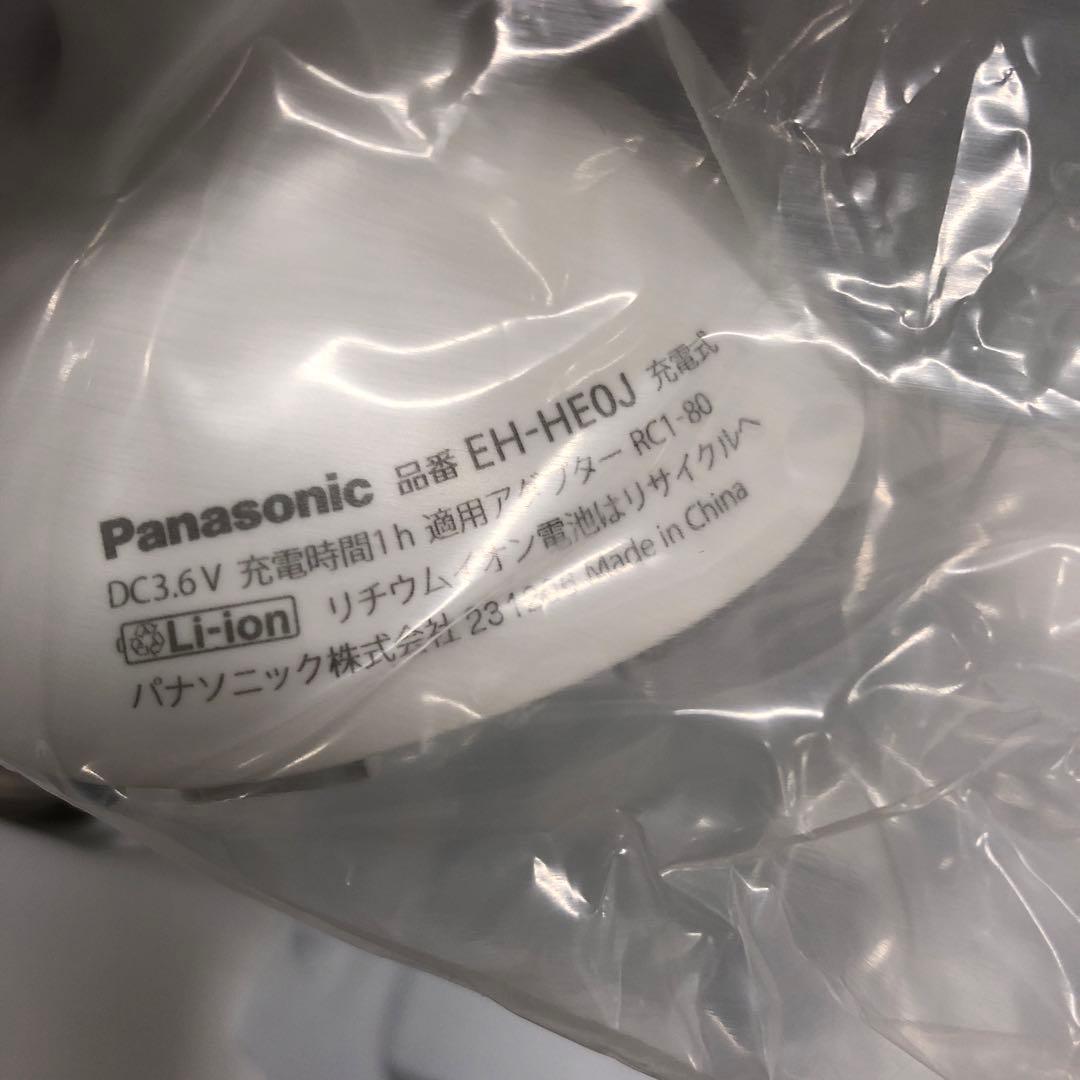 Panasonic 品番 EH-HE0J 充電式
DC3.6V 充電時間1h 適用アダプター RC1-80
Li-ion リチウムイオン電池はリサイクルへ
パナソニック株式会社 Made in China